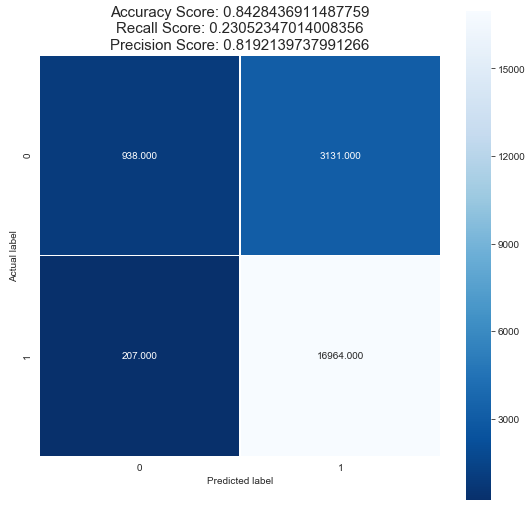 Accuracy Score: 0.8428436911487759
Recall Score: 0.23052347014008356
Precision Score: 0.8192139737991266
15000
12000
9000
6000
3000
Actual label
0
938.000
3131.000
1
207.000
16964.000
0
1
Predicted label